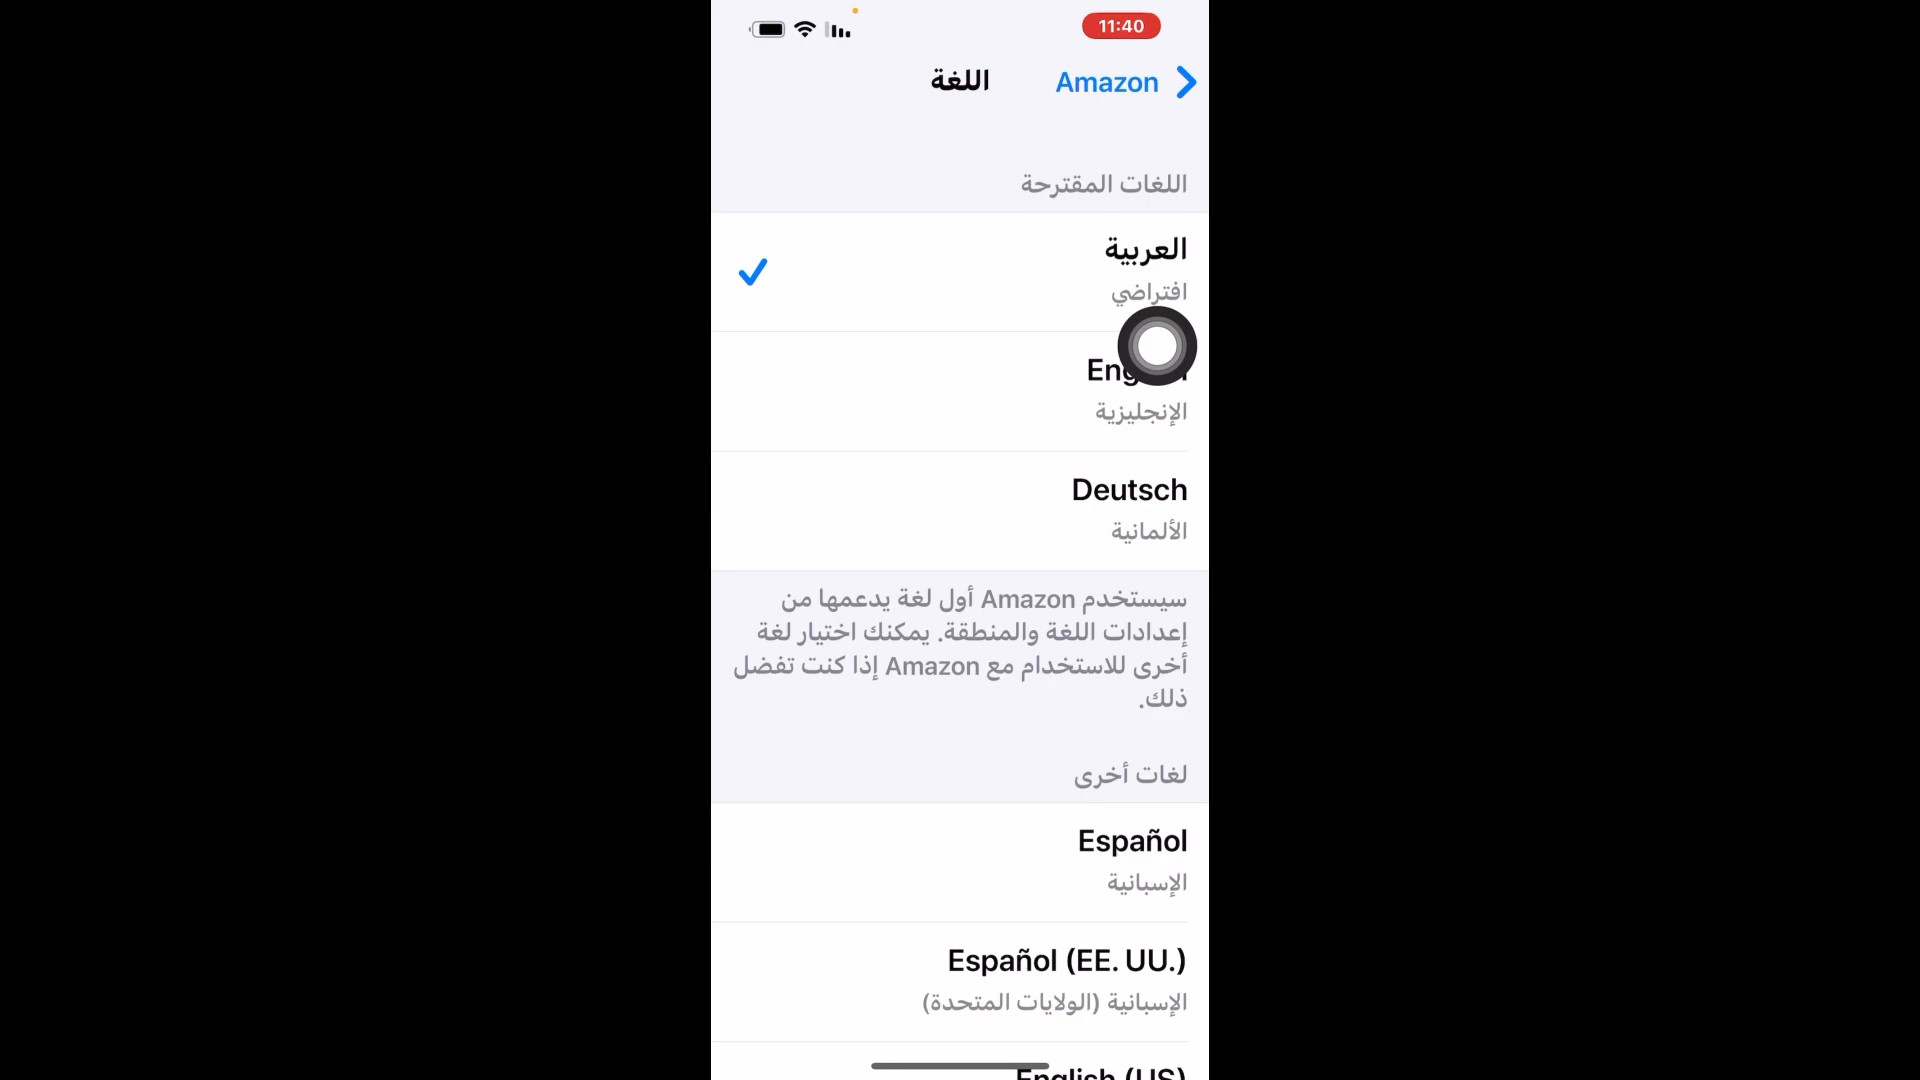 11:40
Amazon
اللغة
اللغات المقترحة
العربية
افتراضي
الإنجليزية
Deutsch
الألمانية
سيستخدم Amazon أول لغة يدعمها من
إعدادات اللغة والمنطقة. يمكنك اختيار لغة
أخرى للاستخدام مع Amazon إذا كنت تفضل
ذلك.
لغات أخرى
Español
الإسبانية
Español (EE. UU.)
الإسبانية (الولايات المتحدة)
English (US)